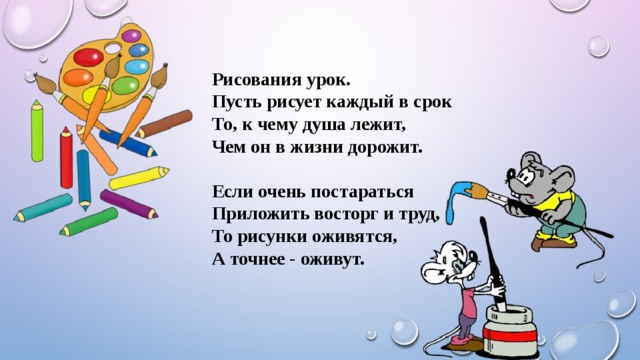 Рисования урок.
Пусть рисует каждый в срок
То, к чему душа лежит,
Чем он в жизни дорожит.
Если очень постараться
Приложить восторг и труд,
То рисунки оживятся,
А точнее - оживут.